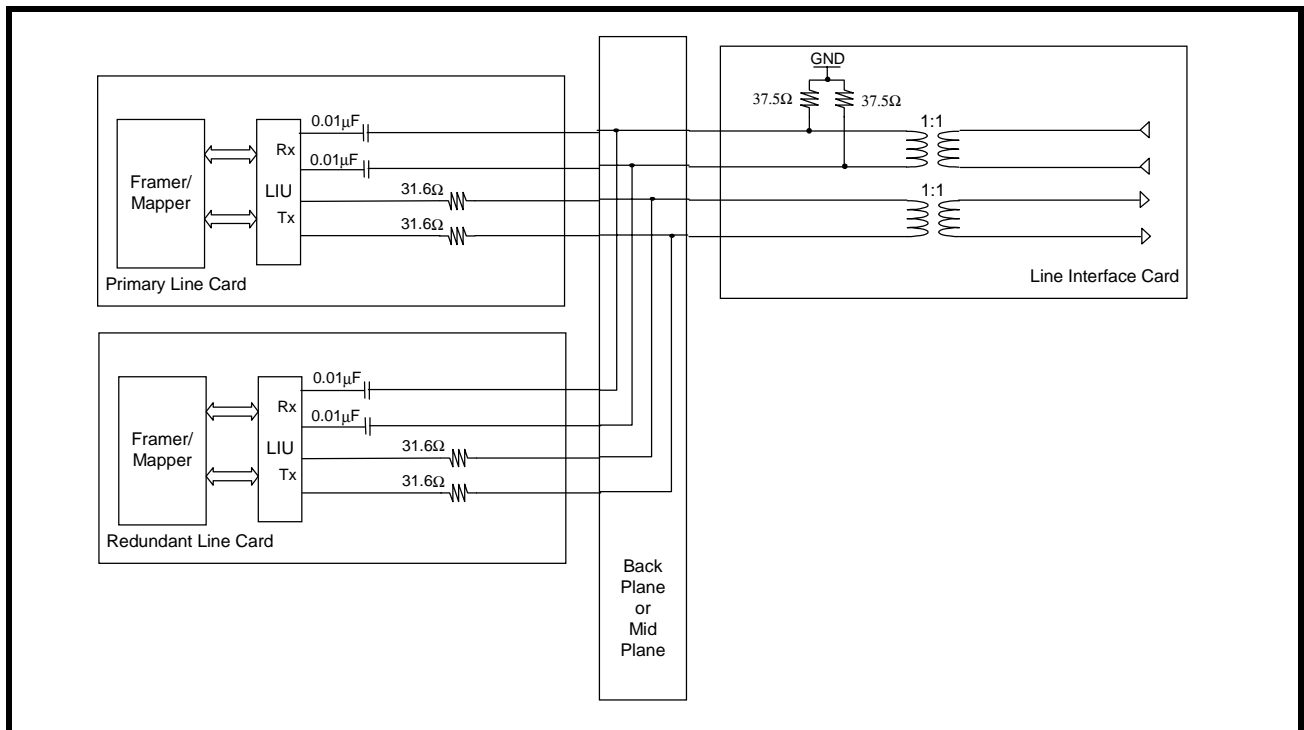 GND
37.5Ω
37.5Ω
1:1
1:1
Line Interface Card
0.01μF
0.01μF
31.6Ω
31.6Ω
Rx
LIU
Tx
Framer/
Mapper
Primary Line Card
0.01μF
0.01μF
31.6Ω
31.6Ω
Rx
LIU
Tx
Framer/
Mapper
Redundant Line Card
Back
Plane
or
Mid
Plane